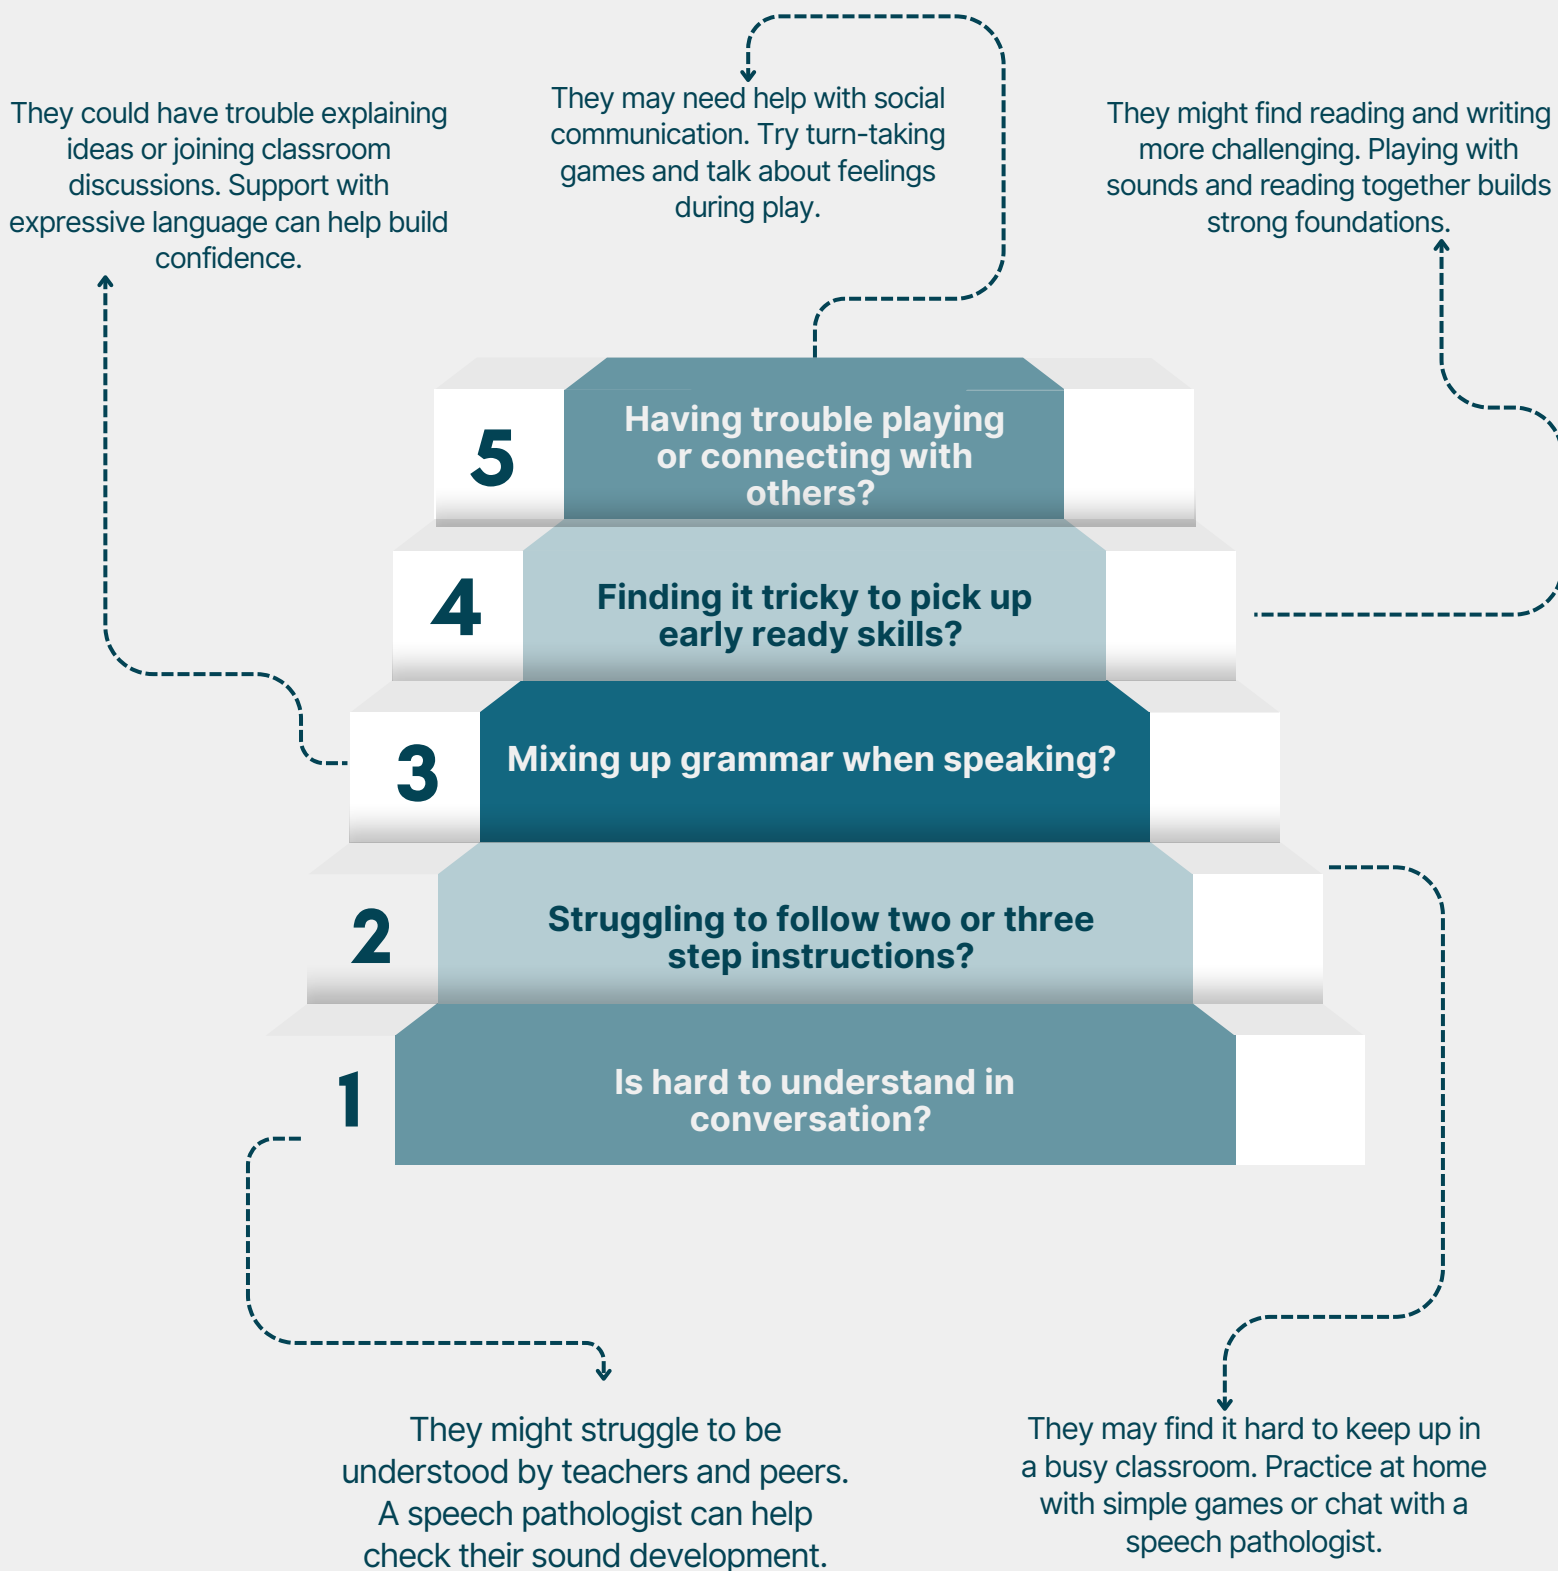 They could have trouble explaining
ideas or joining classroom
discussions. Support with
expressive language can help build
confidence.
They may need help with social
communication. Try turn-taking
games and talk about feelings
during play.
They might find reading and writing
more challenging. Playing with
sounds and reading together builds
strong foundations.
5
Having trouble playing
or connecting with
others?
4
Finding it tricky to pick up
early ready skills?
3
Mixing up grammar when speaking?
2
Struggling to follow two or three
step instructions?
1
Is hard to understand in
conversation?
They might struggle to be
understood by teachers and peers.
A speech pathologist can help
check their sound development.
They may find it hard to keep up in
a busy classroom. Practice at home
with simple games or chat with a
speech pathologist.